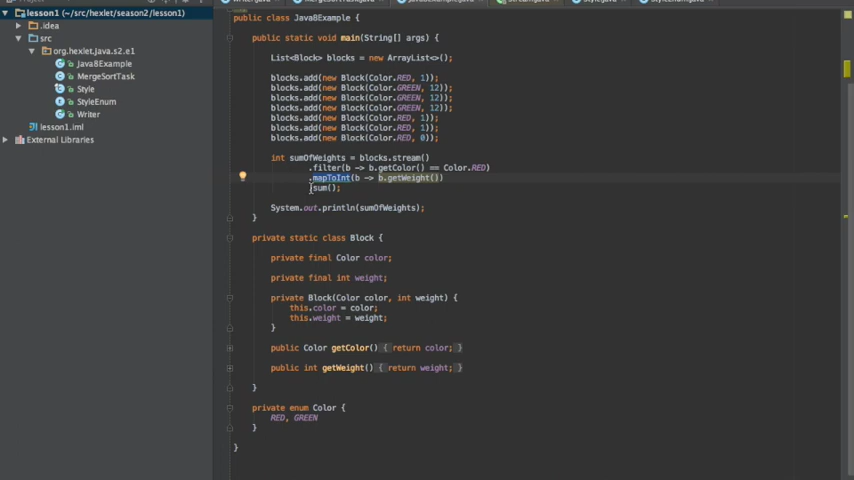 public class Java8Example {
lesson1 (~/src/hexlet/season2/lesson1)
.idea
src
org.hexlet.java.s2.e1
Java8Example
MergeSortTask
Style
StyleEnum
Writer
lesson1.iml
External Libraries
public static void main(String[] args) {
List<Block> blocks = new ArrayList<>();
blocks.add(new Block(Color.RED, 1));
blocks.add(new Block(Color.GREEN, 12));
blocks.add(new Block(Color.GREEN, 12));
blocks.add(new Block(Color.GREEN, 12));
blocks.add(new Block(Color.RED, 1));
blocks.add(new Block(Color.RED, 1));
blocks.add(new Block(Color.RED, 0));
int sumOfWeights = blocks.stream()
.filter(b -> b.getColor() == Color.RED)
.mapToInt(b -> b.getWeight())
.sum();
System.out.println(sumOfWeights);
}
private static class Block {
private final Color color;
private final int weight;
private Block(Color color, int weight) {
this.color = color;
this.weight = weight;
}
public Color getColor() { return color; }
public int getWeight() { return weight; }
}
private enum Color {
RED, GREEN
}
}